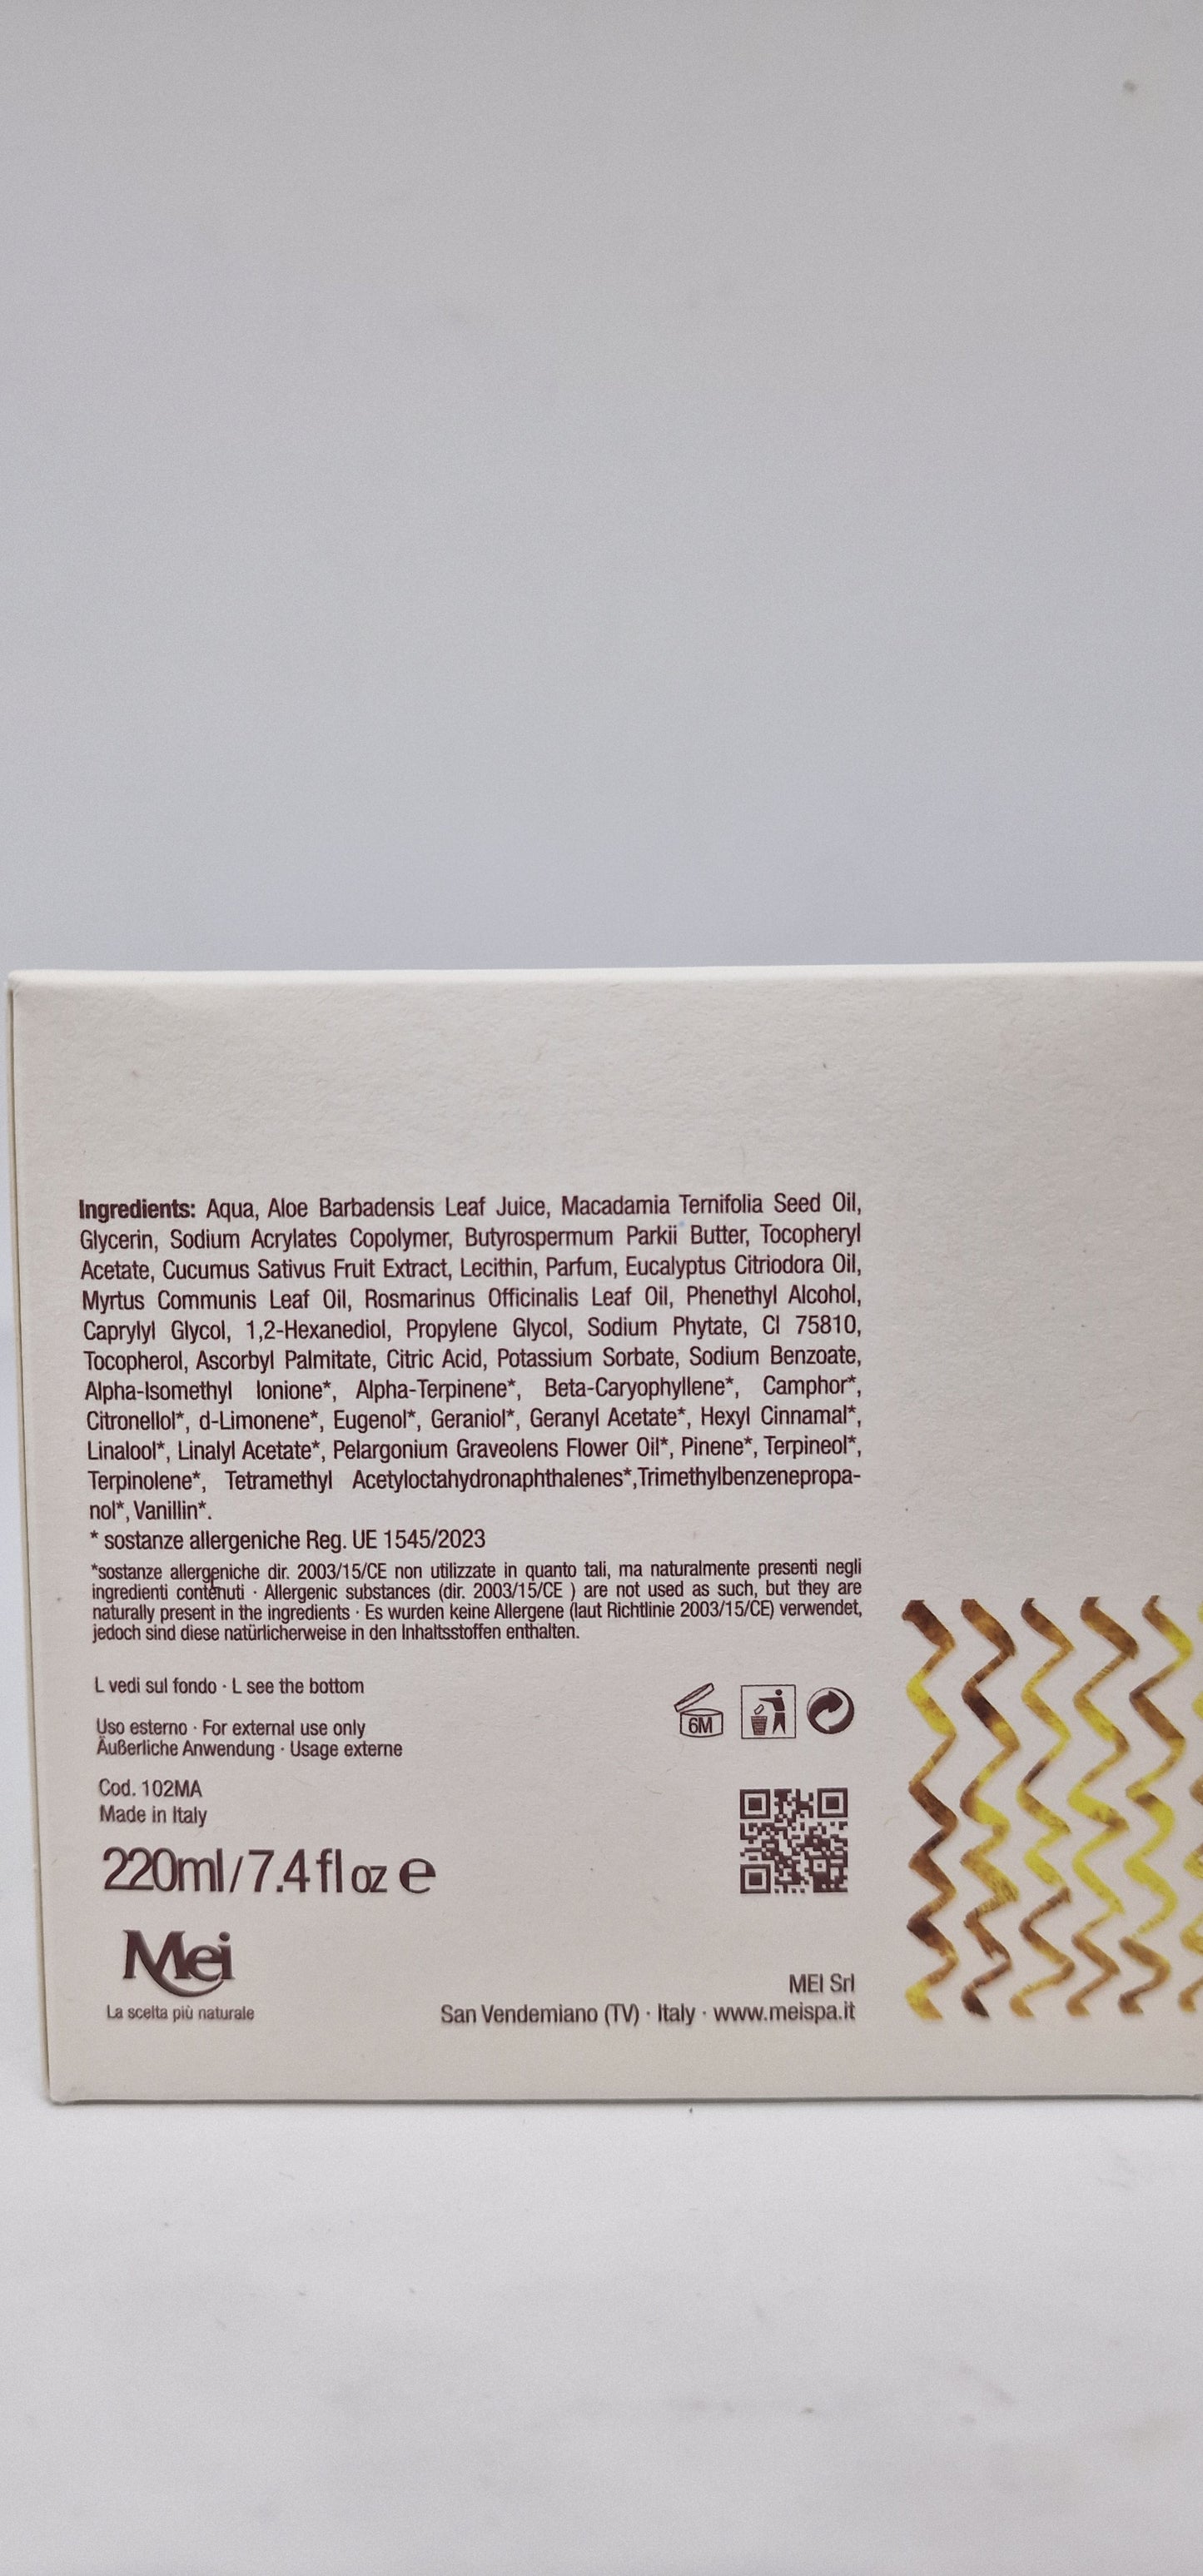 Ingredients: Aqua, Aloe Barbadensis Leaf Juice, Macadamia Ternifolia Seed Oil,
Glycerin, Sodium Acrylates Copolymer, Butyrospermum Parkii Butter, Tocopheryl
Acetate, Cucumus Sativus Fruit Extract, Lecithin, Parfum, Eucalyptus Citriodora Oil,
Myrtus Communis Leaf Oil, Rosmarinus Officinalis Leaf Oil, Phenethyl Alcohol,
Caprylyl Glycol, 1,2-Hexanediol, Propylene Glycol, Sodium Phytate, CI 75810,
Tocopherol, Ascorbyl Palmitate, Citric Acid, Potassium Sorbate, Sodium Benzoate,
Alpha-Isomethyl Ionione*, Alpha-Terpinene*, Beta-Caryophyllene*, Camphor*,
Citronellol*, d-Limonene*, Eugenol*, Geraniol*, Geranyl Acetate*, Hexyl Cinnamal*,
Linalool*, Linalyl Acetate*, Pelargonium Graveolens Flower Oil*, Pinene*, Terpineol*,
Terpinolene*, Tetramethyl Acetyloctahydronaphthalenes*,Trimethylbenzenepropa-
nol*, Vanillin*.
* sostanze allergeniche Reg. UE 1545/2023
*sostanze allergeniche dir. 2003/15/CE non utilizzate in quanto tali, ma naturalmente presenti negli
ingredienti contenuti · Allergenic substances (dir. 2003/15/CE ) are not used as such, but they are
naturally present in the ingredients · Es wurden keine Allergene (laut Richtlinie 2003/15/CE) verwendet,
jedoch sind diese natürlicherweise in den Inhaltsstoffen enthalten.
L vedi sul fondo · L see the bottom
Uso esterno · For external use only
Äußerliche Anwendung · Usage externe
6M
Cod. 102MA
Made in Italy
220ml/7.4 fl oz e
Mei
La scelta più naturale
MEI Srl
San Vendemiano (TV) · Italy · www.meispa.it